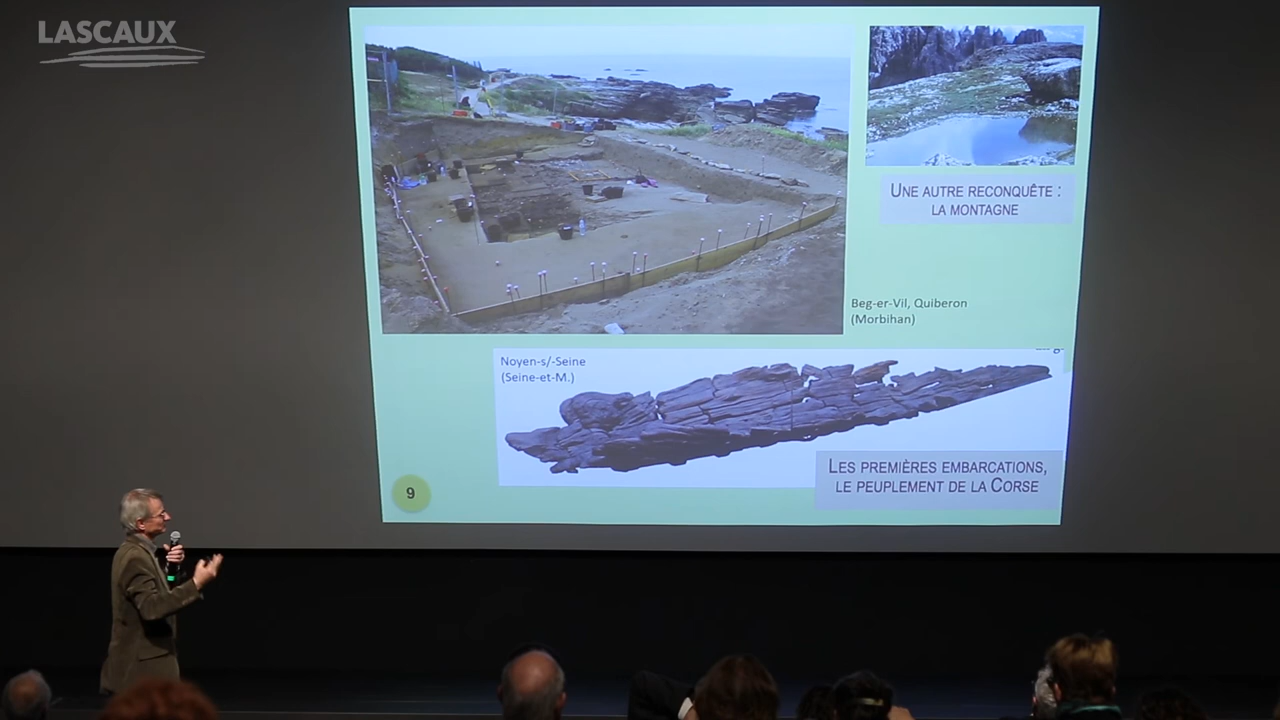 LASCAUX
UNE AUTRE RECONQUÊTE :
LA MONTAGNE
Beg-er-Vil, Quiberon
(Morbihan)
Noyen-s/-Seine
(Seine-et-M.)
LES PREMIÈRES EMBARCATIONS,
LE PEUPLEMENT DE LA CORSE
9